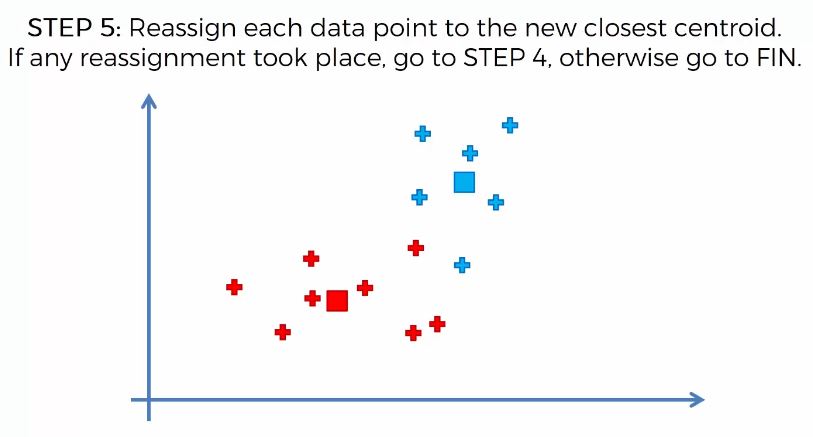 STEP 5: Reassign each data point to the new closest centroid.
If any reassignment took place, go to STEP 4, otherwise go to FIN.